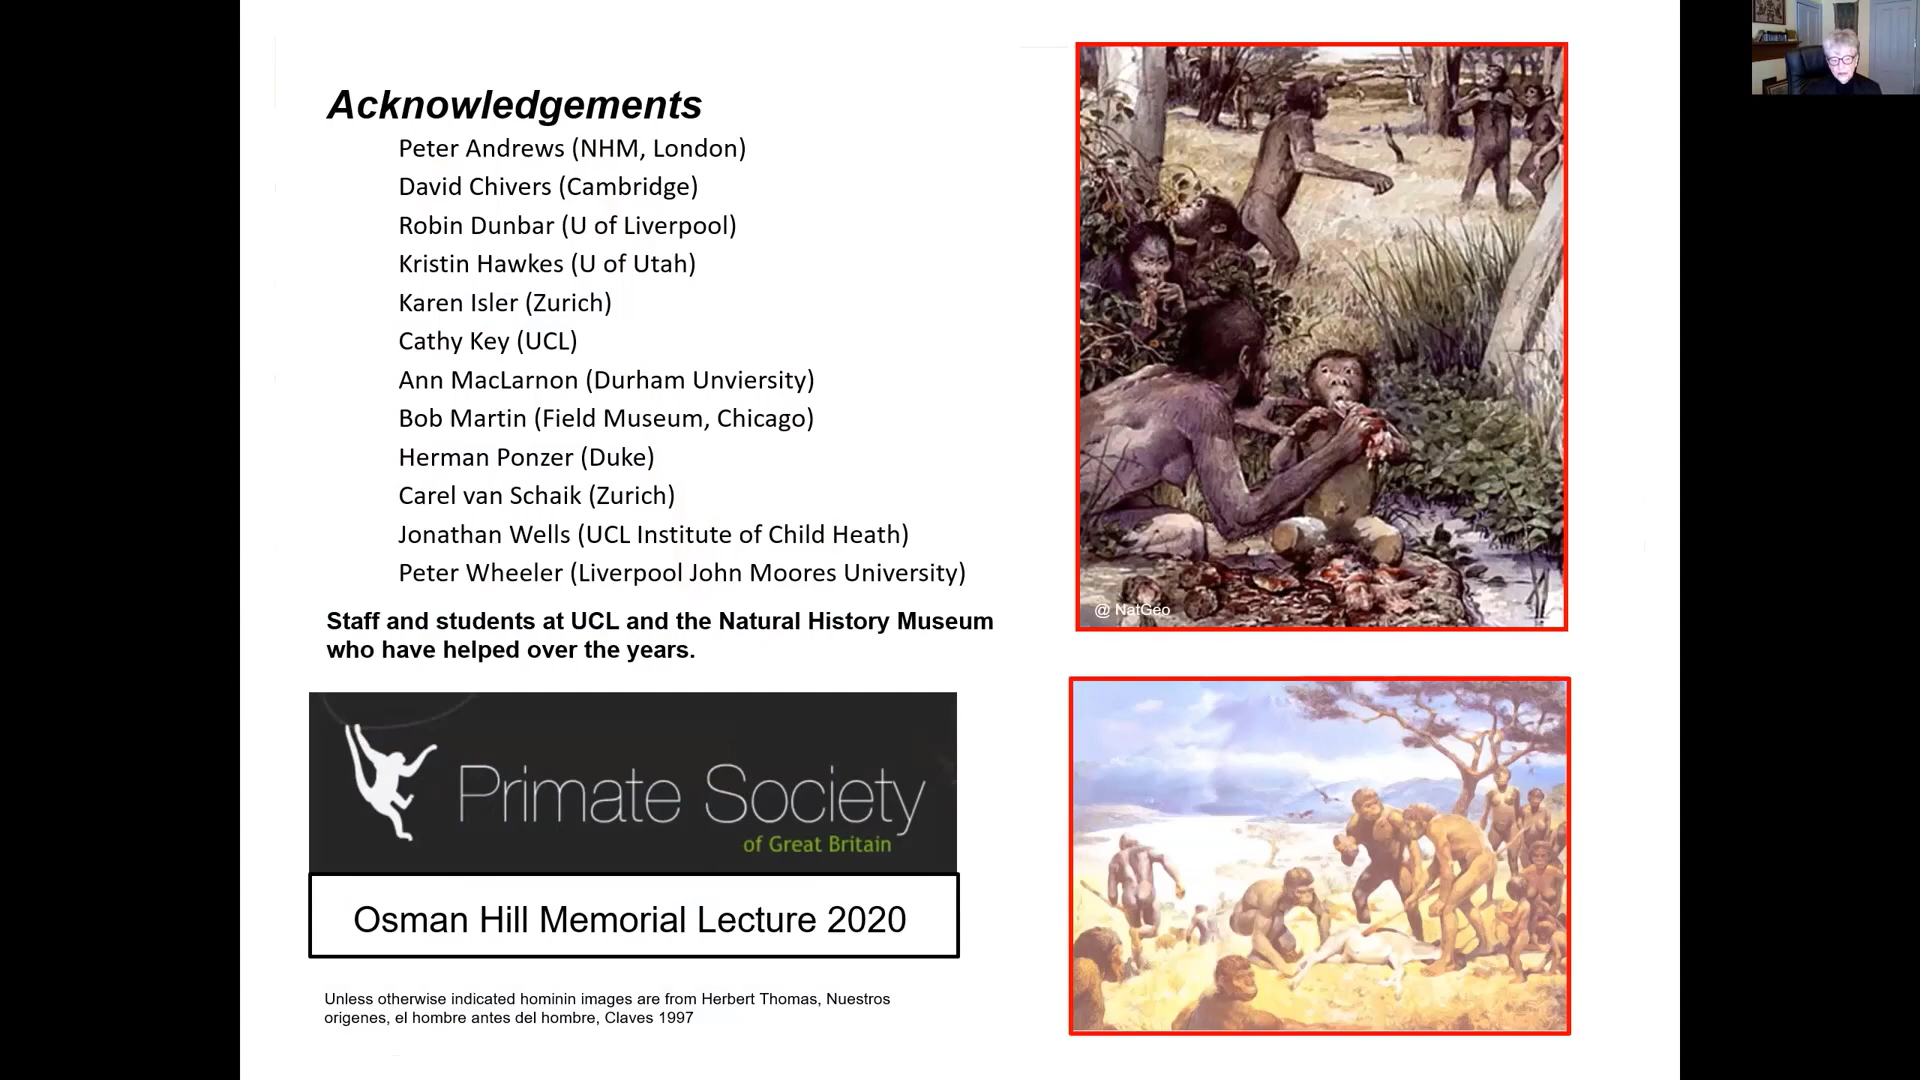 Acknowledgements
Peter Andrews (NHM, London)
David Chivers (Cambridge)
Robin Dunbar (U of Liverpool)
Kristin Hawkes (U of Utah)
Karen Isler (Zurich)
Cathy Key (UCL)
Ann MacLarnon (Durham Unviersity)
Bob Martin (Field Museum, Chicago)
Herman Ponzer (Duke)
Carel van Schaik (Zurich)
Jonathan Wells (UCL Institute of Child Heath)
Peter Wheeler (Liverpool John Moores University)
Staff and students at UCL and the Natural History Museum
who have helped over the years.
@ NatGeo
Primate Society
of Great Britain
Osman Hill Memorial Lecture 2020
Unless otherwise indicated hominin images are from Herbert Thomas, Nuestros
origenes, el hombre antes del hombre, Claves 1997